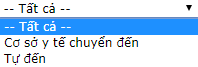 -- Tất cả --
-- Tất cả --
Cơ sở y tế chuyển đến
Tự đến